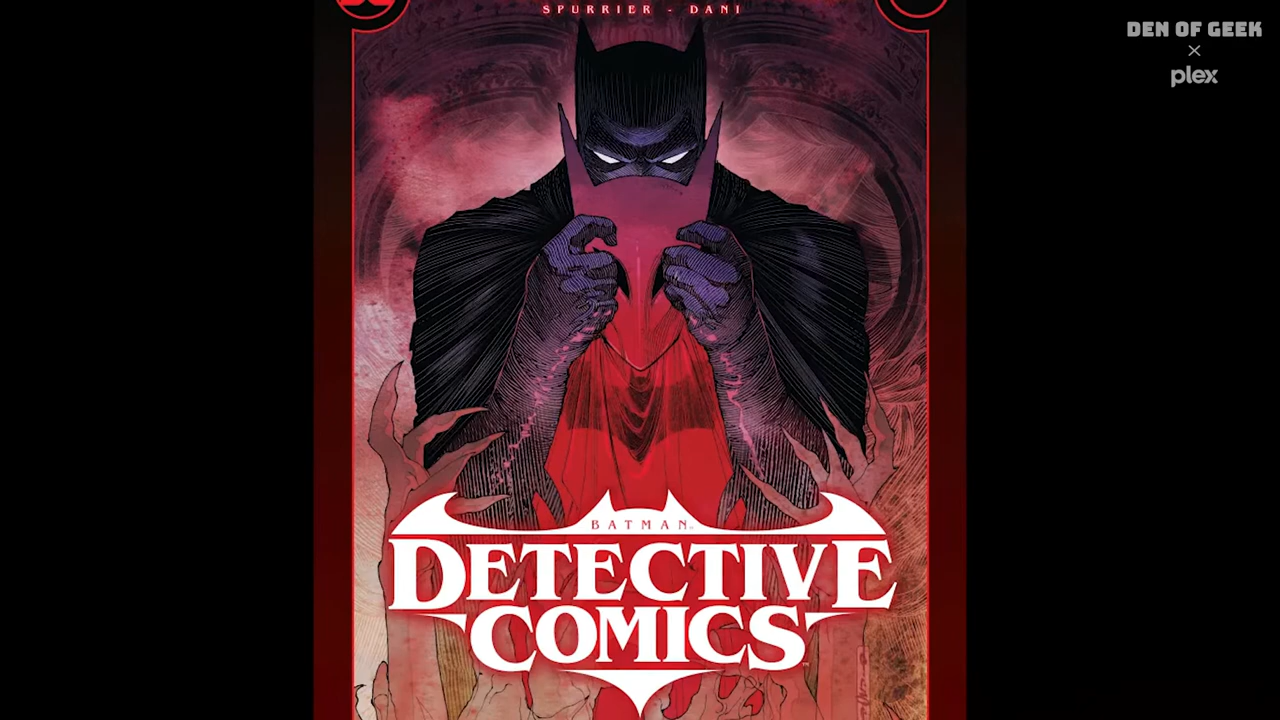 SPURRIER - DANI
DEN OF GEEK
×
plex
BATMAN
DETECTIVE
COMICS